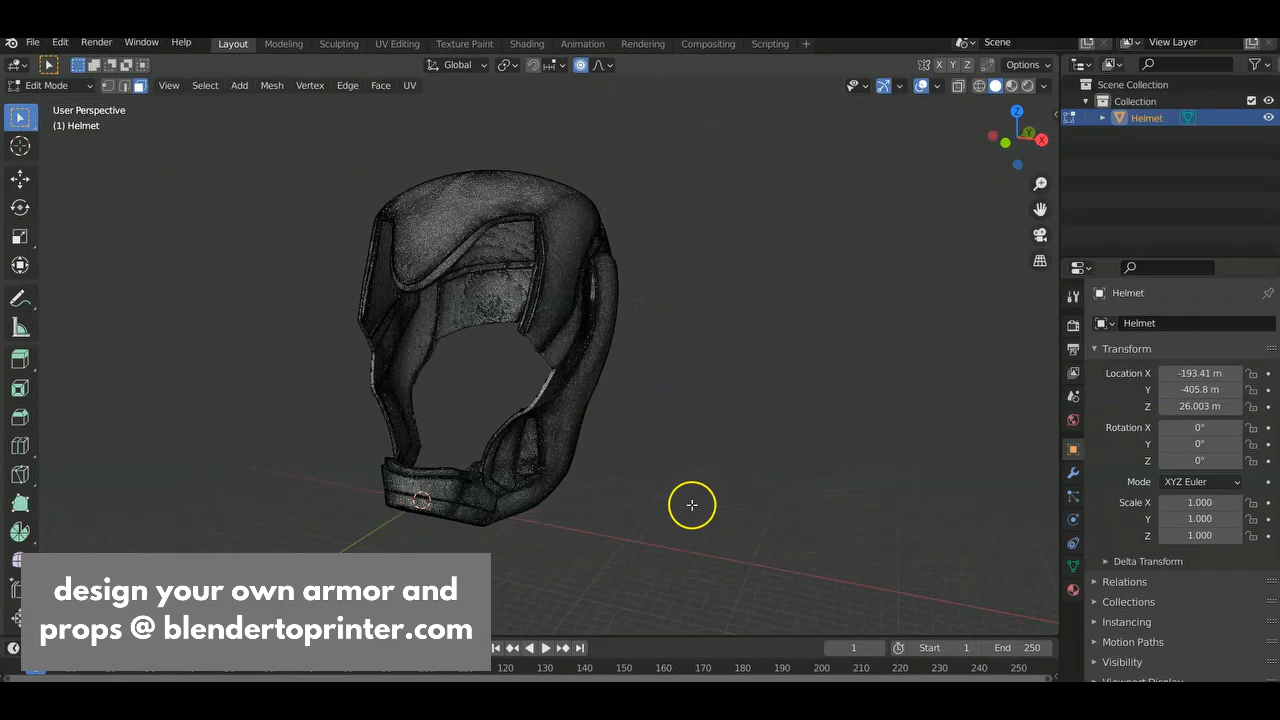 File Edit Render Window Help
Layout Modeling Sculpting UV Editing Texture Paint Shading Animation Rendering Compositing Scripting +
Scene
View Layer
Global
X Y Z
Options
Edit Mode
View Select Add Mesh Vertex Edge Face UV
User Perspective
(1) Helmet
Z
Y
X
Scene Collection
Collection
Helmet
Helmet
Helmet
Transform
Location X -193.41 m
Y -405.8 m
Z 26.003 m
Rotation X 0°
Y 0°
Z 0°
Mode XYZ Euler
Scale X 1.000
Y 1.000
Z 1.000
Delta Transform
Relations
Collections
Instancing
Motion Paths
Visibility
Viewport Display
design your own armor and
props @ blendertoprinter.com
1
Start 1
End 250
120 130 140 150 160 170 180 190 200 210 220 230 240 250